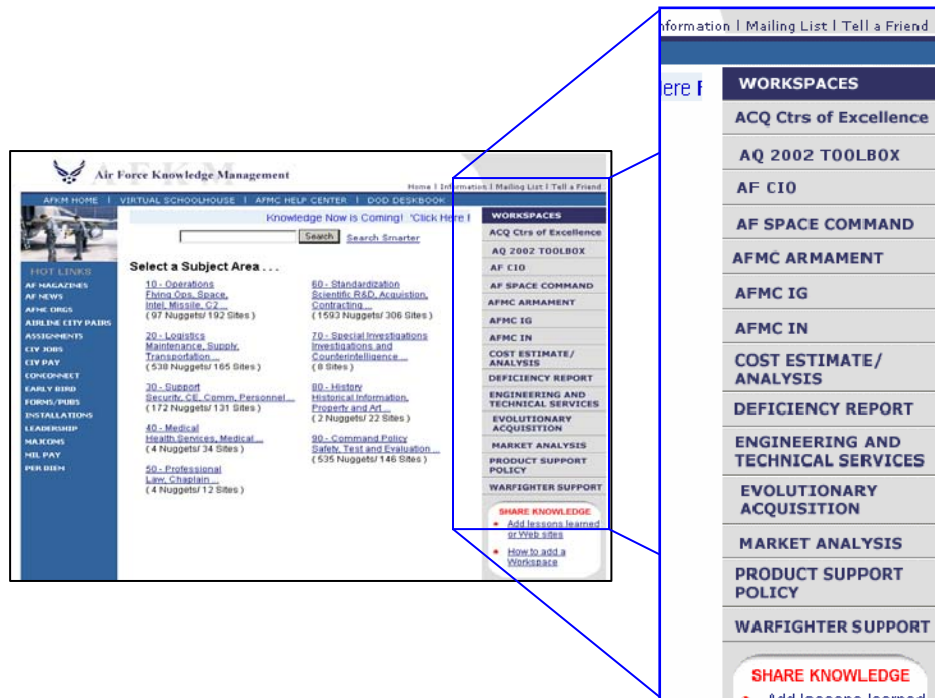 AFKM
Air Force Knowledge Management
Home | Information | Mailing List | Tell a Friend
AFKM HOME | VIRTUAL SCHOOLHOUSE | AFMC HELP CENTER | DOD DESKBOOK
Knowledge Now is Coming! 'Click Here F
Search Search Smarter
HOT LINKS
AF MAGAZINES
AF NEWS
AFMC ORGS
AIRLINE CITY PAIRS
ASSIGNMENTS
CIV JOBS
CIV PAY
CONCONNECT
EARLY BIRD
FORMS/PUBS
INSTALLATIONS
LEADERSHIP
MAJCOMS
MIL PAY
PER DIEM
Select a Subject Area . . .
10 - Operations
Flying Ops, Space,
Intel, Missile, C2 ...
( 97 Nuggets/ 192 Sites )
20 - Logistics
Maintenance, Supply,
Transportation ...
( 538 Nuggets/ 165 Sites )
30 - Support
Security, CE, Comm, Personnel ...
( 172 Nuggets/ 131 Sites )
40 - Medical
Health Services, Medical ...
( 4 Nuggets/ 34 Sites )
50 - Professional
Law, Chaplain ...
( 4 Nuggets/ 12 Sites )
60 - Standardization
Scientific R&D, Acquistion,
Contracting ...
( 1593 Nuggets/ 306 Sites )
70 - Special Investigations
Investigations and
Counterintelligence ...
( 8 Sites )
80 - History
Historical Information,
Property and Art ...
( 2 Nuggets/ 22 Sites )
90 - Command Policy
Safety, Test and Evaluation ...
( 535 Nuggets/ 146 Sites )
WORKSPACES
ACQ Ctrs of Excellence
AQ 2002 TOOLBOX
AF CIO
AF SPACE COMMAND
AFMC ARMAMENT
AFMC IG
AFMC IN
COST ESTIMATE/
ANALYSIS
DEFICIENCY REPORT
ENGINEERING AND
TECHNICAL SERVICES
EVOLUTIONARY
ACQUISITION
MARKET ANALYSIS
PRODUCT SUPPORT
POLICY
WARFIGHTER SUPPORT
SHARE KNOWLEDGE
• Add lessons learned
or Web sites
• How to add a
Workspace
nformation | Mailing List | Tell a Friend
ere F
WORKSPACES
ACQ Ctrs of Excellence
AQ 2002 TOOLBOX
AF CIO
AF SPACE COMMAND
AFMC ARMAMENT
AFMC IG
AFMC IN
COST ESTIMATE/
ANALYSIS
DEFICIENCY REPORT
ENGINEERING AND
TECHNICAL SERVICES
EVOLUTIONARY
ACQUISITION
MARKET ANALYSIS
PRODUCT SUPPORT
POLICY
WARFIGHTER SUPPORT
SHARE KNOWLEDGE
• Add lessons learned